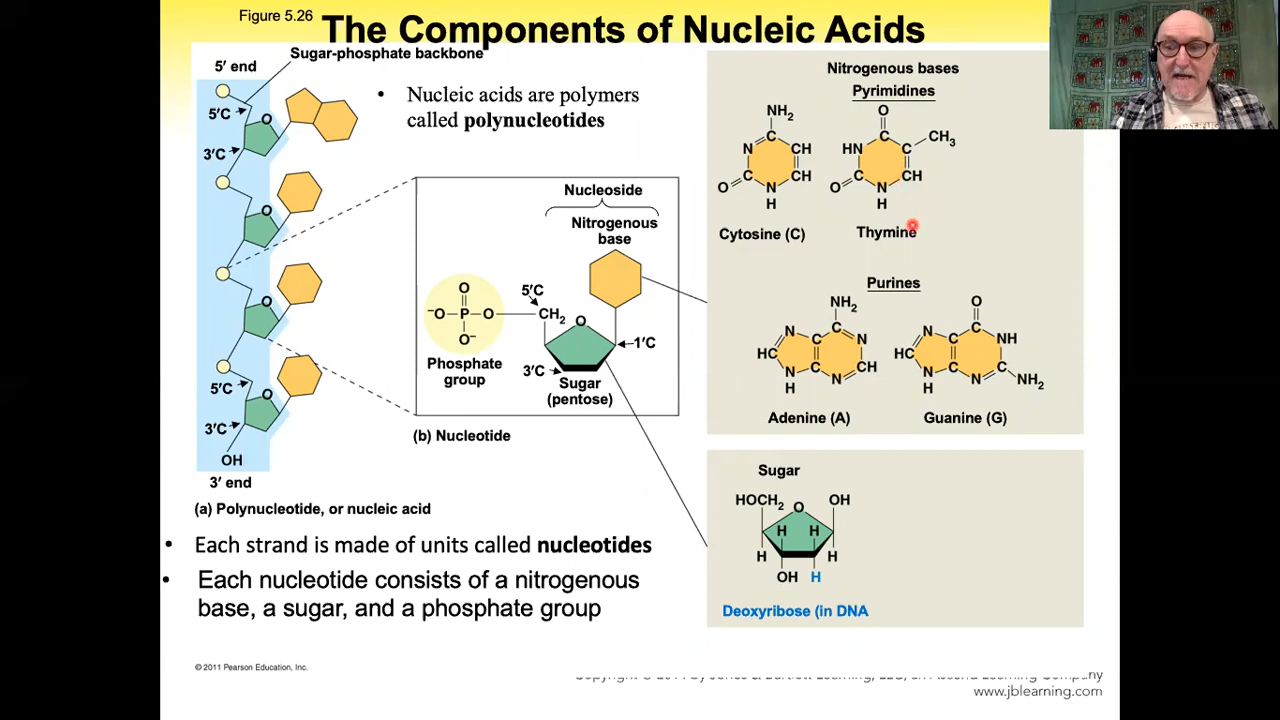 Figure 5.26
The Components of Nucleic Acids
Sugar-phosphate backbone
5′ end
5′C
O
3′C
O
O
5′C
O
3′C
OH
3′ end
(a) Polynucleotide, or nucleic acid
• Nucleic acids are polymers
called polynucleotides
Nucleoside
Nitrogenous
base
O
⁻O—P—O
O⁻
5′C
CH₂
O
1′C
3′C
Phosphate
group
Sugar
(pentose)
(b) Nucleotide
Nitrogenous bases
Pyrimidines
NH₂
C
N
CH
C
CH
O
N
H
Cytosine (C)
O
C
CH₃
HN
C
C
CH
O
N
H
Thymine
Purines
NH₂
N
C
C
N
HC
C
CH
N
N
H
Adenine (A)
O
N
C
C
NH
HC
C
C
N
N
NH₂
H
Guanine (G)
Sugar
HOCH₂
O
OH
H
H
H
H
OH
H
Deoxyribose (in DNA
• Each strand is made of units called nucleotides
• Each nucleotide consists of a nitrogenous
base, a sugar, and a phosphate group
© 2011 Pearson Education, Inc.
www.jblearning.com